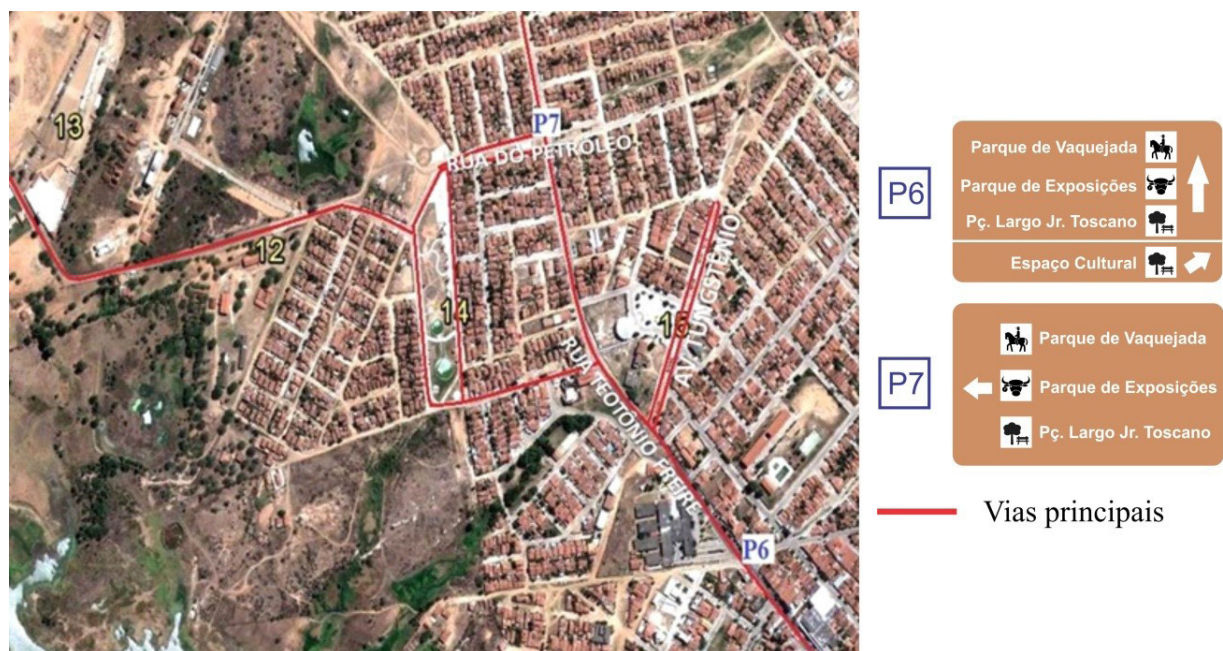 13
P7
RUA DO PETROLEO
12
14
15
AV TUNGSTENIO
RUA TEOTÔNIO FREIRE
P6
P6
Parque de Vaquejada
Parque de Exposições
Pç. Largo Jr. Toscano
Espaço Cultural
P7
Parque de Vaquejada
Parque de Exposições
Pç. Largo Jr. Toscano
Vias principais